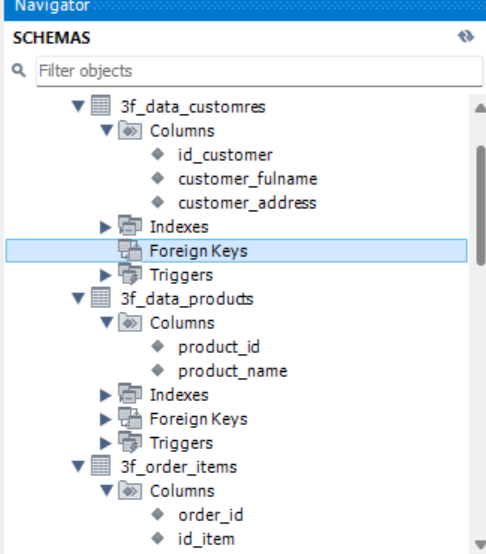 Navigator
SCHEMAS
Filter objects
3f_data_customres
Columns
id_customer
customer_fulname
customer_address
Indexes
Foreign Keys
Triggers
3f_data_products
Columns
product_id
product_name
Indexes
Foreign Keys
Triggers
3f_order_items
Columns
order_id
id_item